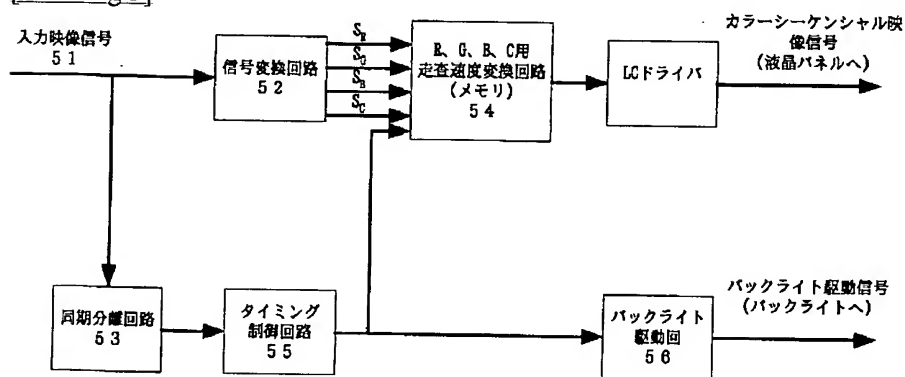 入力映像信号
51
信号変換回路
52
S_R
S_G
S_B
S_C
R、G、B、C用
走査速度変換回路
(メモリ)
54
LCドライバ
カラーシーケンシャル映
像信号
(液晶パネルへ)
同期分離回路
53
タイミング
制御回路
55
バックライト
駆動回
56
バックライト駆動信号
(バックライトへ)